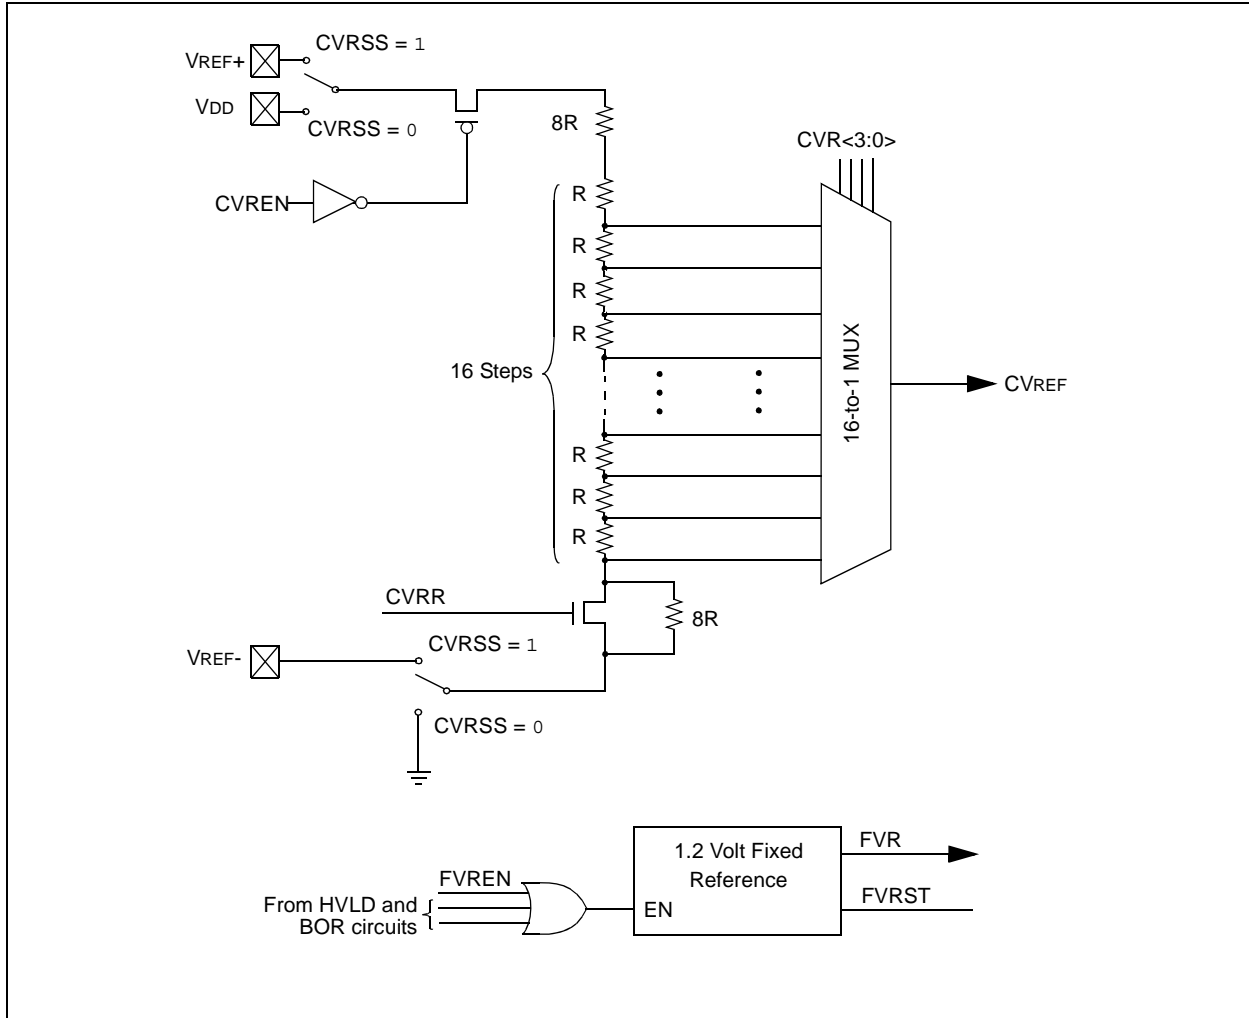 CVRSS = 1
VREF+
VDD
CVRSS = 0
8R
CVR<3:0>
CVREN
R
R
R
R
16 Steps
16-to-1 MUX
CVREF
R
R
R
CVRR
8R
CVRSS = 1
VREF-
CVRSS = 0
1.2 Volt Fixed
Reference
FVR
FVREN
From HVLD and
BOR circuits
EN
FVRST